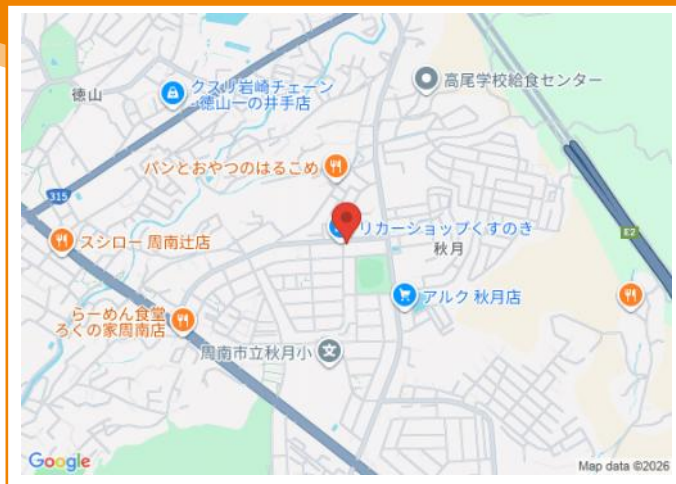 徳山
クスリ岩崎チェーン
徳山一の井手店
高尾学校給食センター
パンとおやつのはるこめ
315
リカーショップくすのき
スシロー 周南辻店
秋月
E2
アルク 秋月店
らーめん食堂
ろくの家周南店
周南市立秋月小
文
Google
Map data ©2026